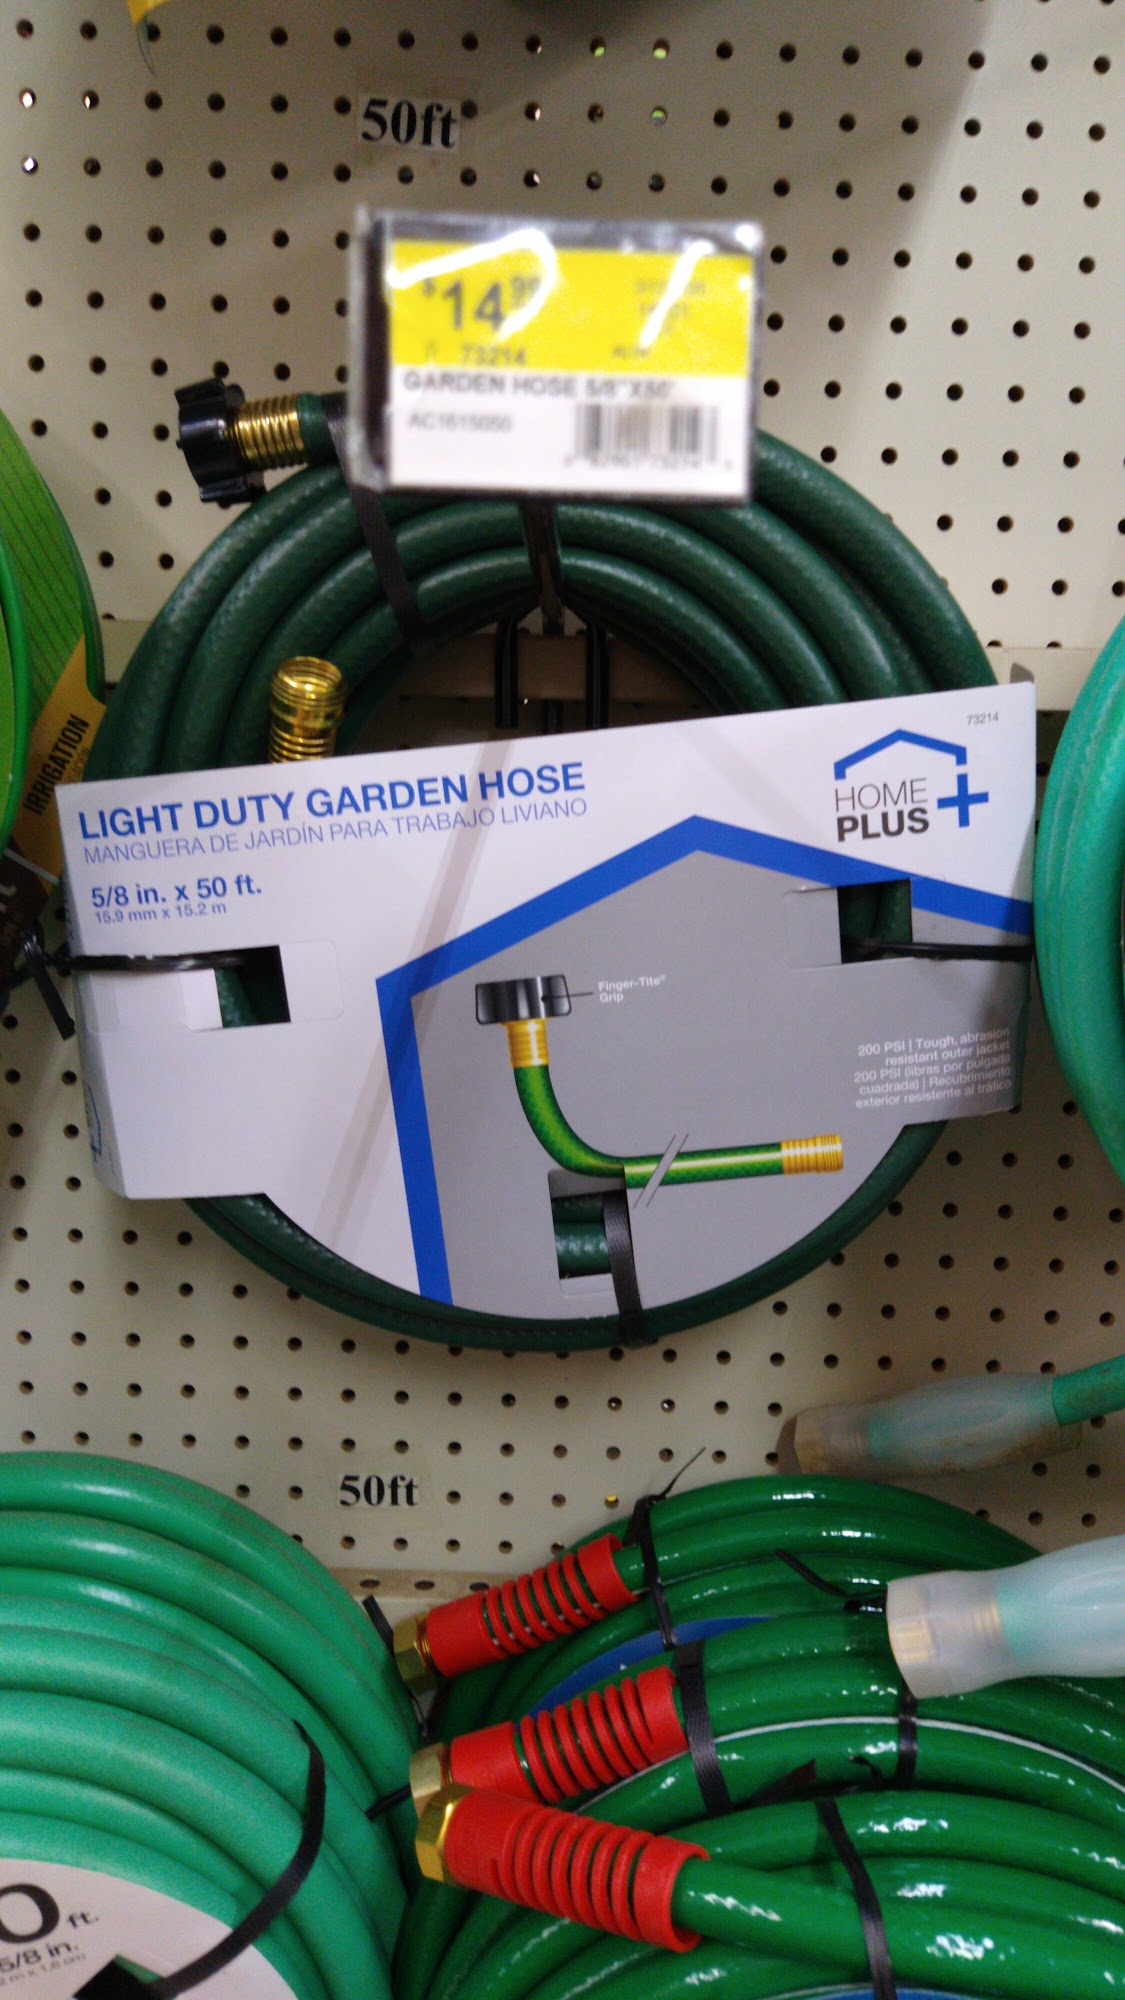 50ft
$14.99
73214
GARDEN HOSE 5/8"X50'
AC1615050
IRRIGATION
73214
HOME
PLUS
LIGHT DUTY GARDEN HOSE
MANGUERA DE JARDÍN PARA TRABAJO LIVIANO
5/8 in. x 50 ft.
15.9 mm x 15.2 m
Finger-Tite®
Grip
200 PSI | Tough, abrasion
resistant outer jacket
200 PSI (libras por pulgada
cuadrada) | Recubrimiento
exterior resistente al tráfico
50ft
0 ft.
5/8 in.